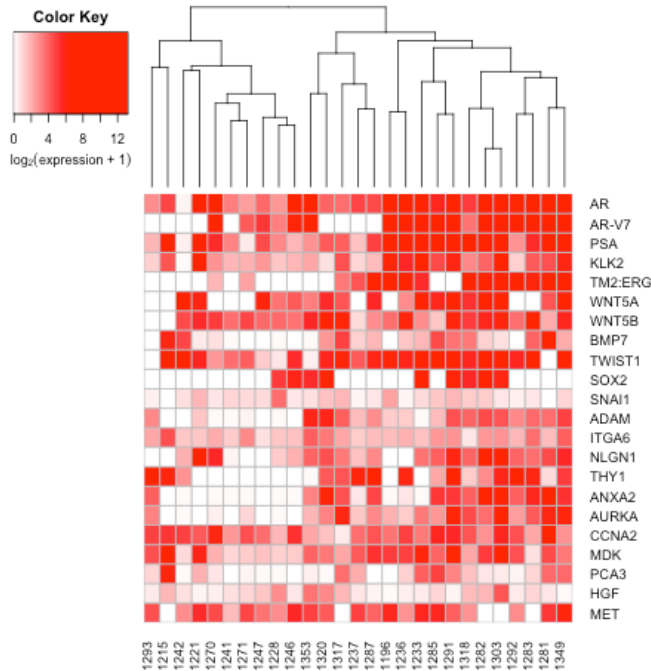 Color Key
0 4 8 12
log2(expression + 1)
AR
AR-V7
PSA
KLK2
TM2:ERG
WNT5A
WNT5B
BMP7
TWIST1
SOX2
SNAI1
ADAM
ITGA6
NLGN1
THY1
ANXA2
AURKA
CCNA2
MDK
PCA3
HGF
MET
1293
1215
1242
1221
1270
1241
1271
1247
1228
1246
1353
1320
1317
1237
1287
1196
1236
1233
1285
1291
1318
1282
1303
1292
1283
1281
1349